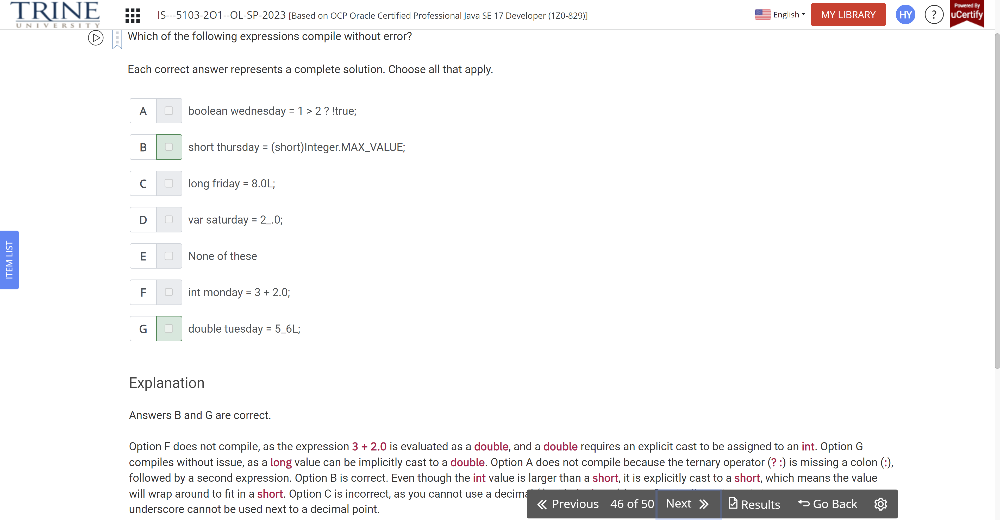 TRINE
UNIVERSITY
IS---5103-2O1--OL-SP-2023 [Based on OCP Oracle Certified Professional Java SE 17 Developer (1Z0-829)]
English
MY LIBRARY
HY
?
Powered By
uCertify
Which of the following expressions compile without error?
Each correct answer represents a complete solution. Choose all that apply.
A boolean wednesday = 1 > 2 ? !true;
B short thursday = (short)Integer.MAX_VALUE;
C long friday = 8.0L;
D var saturday = 2_.0;
E None of these
F int monday = 3 + 2.0;
G double tuesday = 5_6L;
ITEM LIST
Explanation
Answers B and G are correct.
Option F does not compile, as the expression 3 + 2.0 is evaluated as a double, and a double requires an explicit cast to be assigned to an int. Option G
compiles without issue, as a long value can be implicitly cast to a double. Option A does not compile because the ternary operator (? :) is missing a colon (:),
followed by a second expression. Option B is correct. Even though the int value is larger than a short, it is explicitly cast to a short, which means the value
will wrap around to fit in a short. Option C is incorrect, as you cannot use a decimal
underscore cannot be used next to a decimal point.
Previous 46 of 50 Next Results Go Back